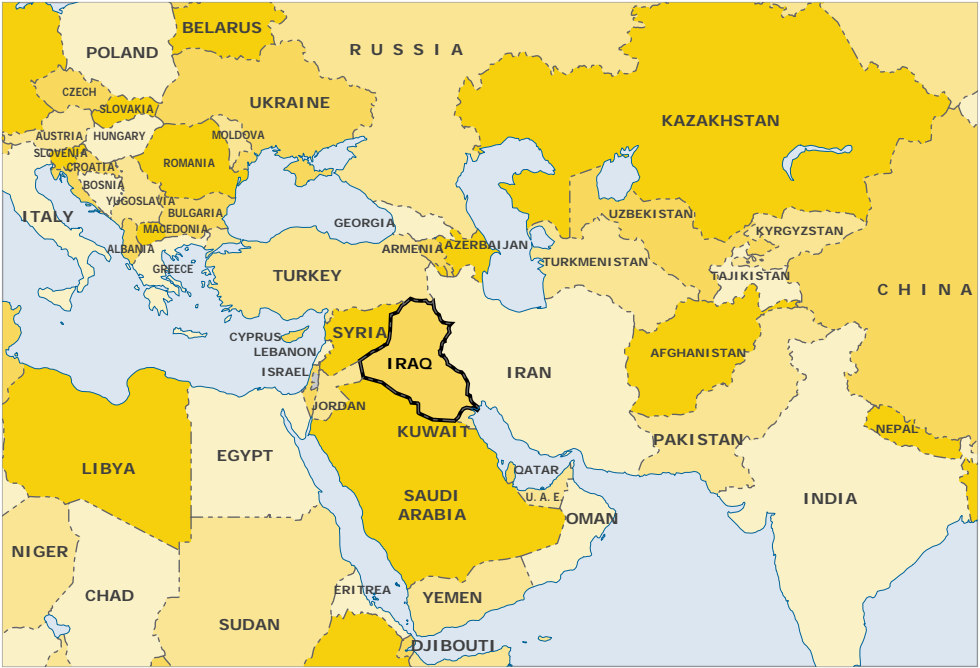 BELARUS
RUSSIA
POLAND
CZECH
UKRAINE
SLOVAKIA
KAZAKHSTAN
AUSTRIA
HUNGARY
MOLDOVA
SLOVENIA
ROMANIA
CROATIA
BOSNIA
YUGOSLAVIA
ITALY
BULGARIA
UZBEKISTAN
GEORGIA
MACEDONIA
KYRGYZSTAN
ALBANIA
ARMENIA
AZERBAIJAN
TURKMENISTAN
GREECE
TURKEY
TAJIKISTAN
CHINA
CYPRUS
SYRIA
LEBANON
AFGHANISTAN
IRAQ
ISRAEL
IRAN
JORDAN
KUWAIT
NEPAL
PAKISTAN
EGYPT
LIBYA
QATAR
SAUDI
ARABIA
U. A. E.
INDIA
OMAN
NIGER
ERITREA
CHAD
YEMEN
SUDAN
DJIBOUTI